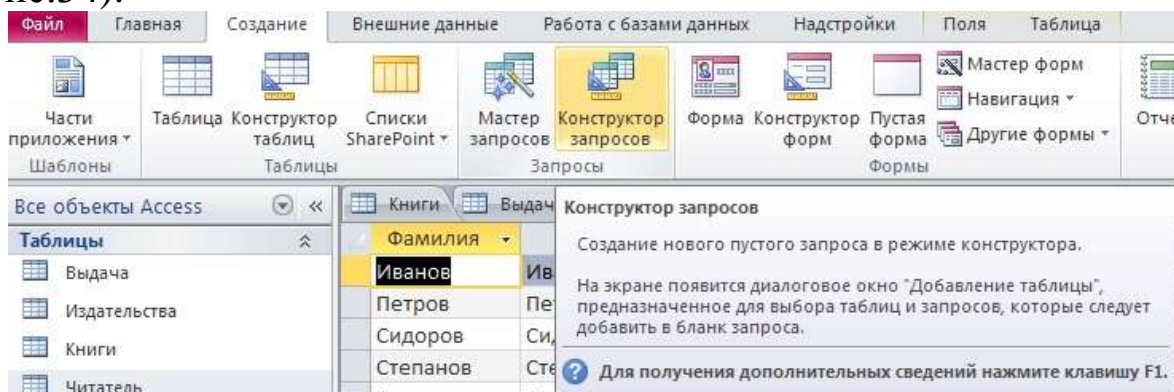 Файл Главная Создание Внешние данные Работа с базами данных Надстройки Поля Таблица
Части приложения
Таблица
Конструктор таблиц
Списки SharePoint
Мастер запросов
Конструктор запросов
Форма
Конструктор форм
Пустая форма
Мастер форм
Навигация
Другие формы
Шаблоны Таблицы Запросы Формы
Все объекты Access
Таблицы
Выдача
Издательства
Книги
Читатель
Книги
Фамилия
Иванов
Петров
Сидоров
Степанов
Конструктор запросов
Создание нового пустого запроса в режиме конструктора.
На экране появится диалоговое окно "Добавление таблицы",
предназначенное для выбора таблиц и запросов, которые следует
добавить в бланк запроса.
Для получения дополнительных сведений нажмите клавишу F1.